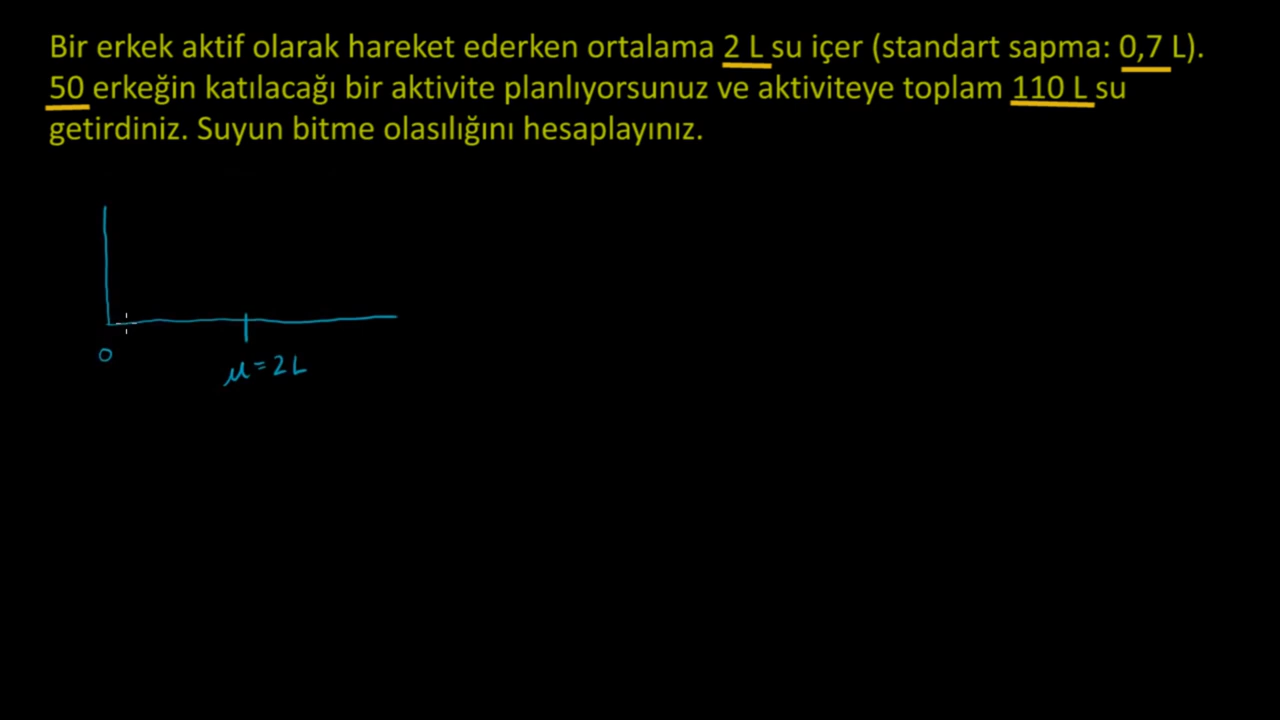 Bir erkek aktif olarak hareket ederken ortalama 2 L su içer (standart sapma: 0,7 L).
50 erkeğin katılacağı bir aktivite planlıyorsunuz ve aktiviteye toplam 110 L su
getirdiniz. Suyun bitme olasılığını hesaplayınız.
0
μ = 2 L